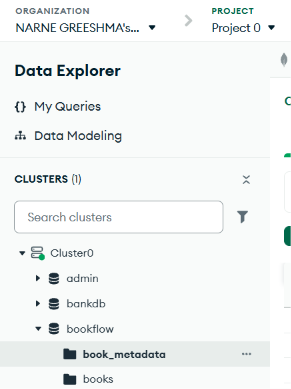 ORGANIZATION
NARNE GREESHMA's...
PROJECT
Project 0
Data Explorer
{} My Queries
Data Modeling
CLUSTERS (1)
Search clusters
Cluster0
admin
bankdb
bookflow
book_metadata
books